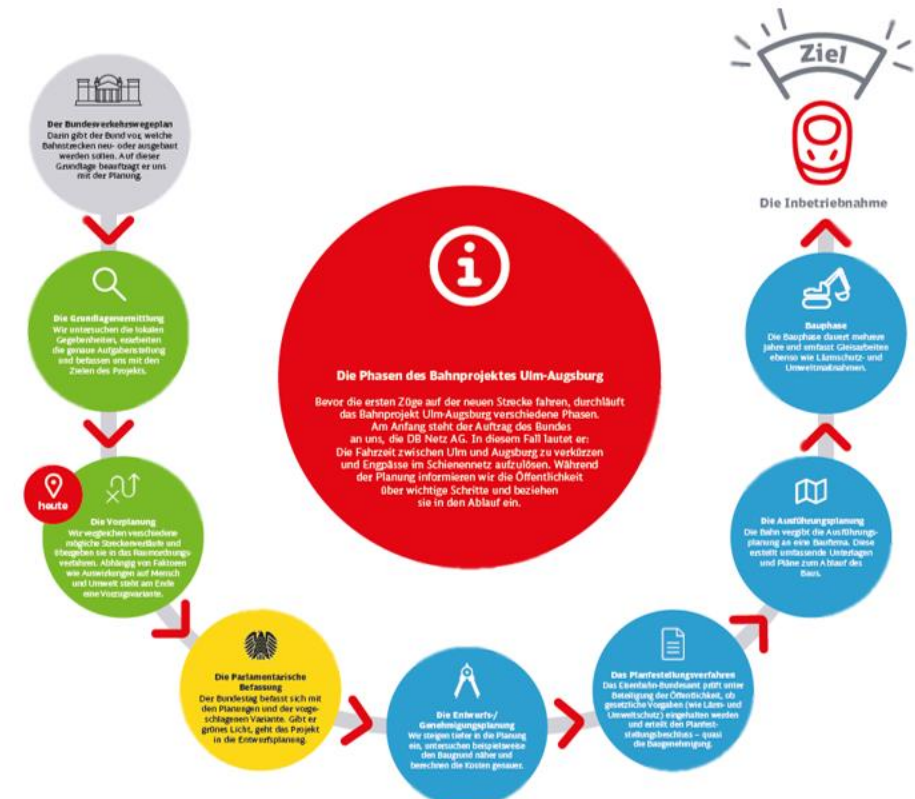 Der Bundesverkehrswegeplan
Darin gibt der Bund vor, welche
Bahnstrecken neu- oder ausgebaut
werden sollen. Auf dieser
Grundlage beauftragt er uns
mit der Planung.
Die Grundlagenermittlung
Wir untersuchen die lokalen
Gegebenheiten, erarbeiten
die genaue Aufgabenstellung
und befassen uns mit den
Zielen des Projekts.
heute
Die Vorplanung
Wir vergleichen verschiedene
mögliche Streckenverläufe und
übergeben sie in das Raumordnungs-
verfahren. Abhängig von Faktoren
wie Auswirkungen auf Mensch
und Umwelt steht am Ende
eine Vorzugsvariante.
Die Parlamentarische
Befassung
Der Bundestag befasst sich mit
den Planungen und der vorge-
schlagenen Variante. Gibt er
grünes Licht, geht das Projekt
in die Entwurfsplanung.
Die Entwurfs-/
Genehmigungsplanung
Wir steigen tiefer in die Planung
ein, untersuchen beispielsweise
den Baugrund näher und
berechnen die Kosten genauer.
Das Planfestellungsverfahren
Das Eisenbahn-Bundesamt prüft unter
Beteiligung der Öffentlichkeit, ob
gesetzliche Vorgaben (wie Lärm- und
Umweltschutz) eingehalten werden
und erteilt den Planfest-
stellungsbeschluss – quasi
die Baugenehmigung.
Die Ausführungsplanung
Die Bahn vergibt die Ausführungs-
planung an eine Baufirma. Diese
erstellt umfassende Unterlagen
und Pläne zum Ablauf des
Baus.
Bauphase
Die Bauphase dauert mehrere
Jahre und umfasst Gleisarbeiten
ebenso wie Lärmschutz- und
Umweltmaßnahmen.
Die Inbetriebnahme
Ziel
Die Phasen des Bahnprojektes Ulm-Augsburg
Bevor die ersten Züge auf der neuen Strecke fahren, durchläuft
das Bahnprojekt Ulm-Augsburg verschiedene Phasen.
Am Anfang steht der Auftrag des Bundes
an uns, die DB Netz AG. In diesem Fall lautet er:
Die Fahrzeit zwischen Ulm und Augsburg zu verkürzen
und Engpässe im Schienennetz aufzulösen. Während
der Planung informieren wir die Öffentlichkeit
über wichtige Schritte und beziehen
sie in den Ablauf ein.